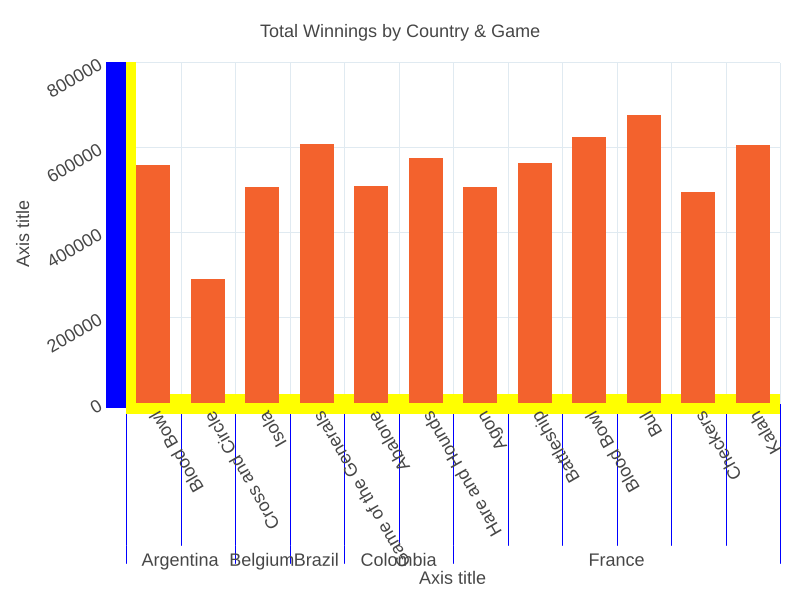 Total Winnings by Country & Game
800000
600000
400000
200000
0
Axis title
Blood Bowl
Cross and Circle
Isola
Game of the Generals
Abalone
Hare and Hounds
Agon
Battleship
Blood Bowl
Bul
Checkers
Kalah
Argentina
Belgium
Brazil
Colombia
France
Axis title